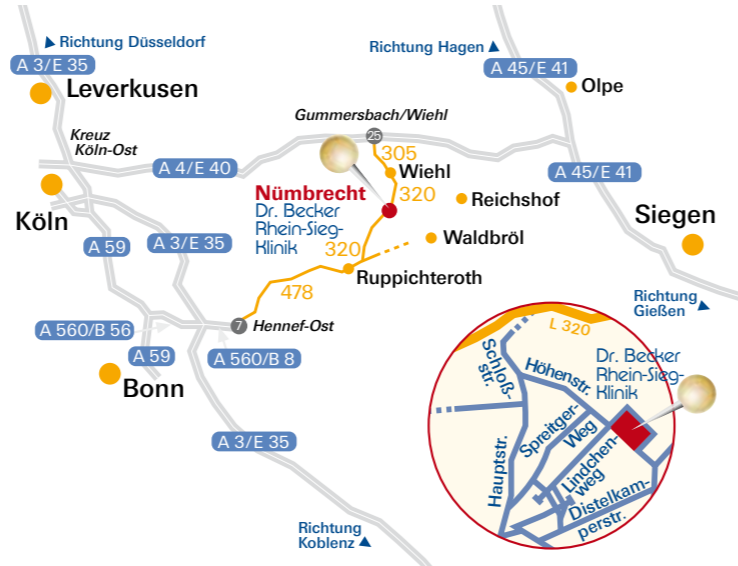 Richtung Düsseldorf
A 3/E 35
Leverkusen
Richtung Hagen
A 45/E 41
Olpe
Gummersbach/Wiehl
25
Kreuz
Köln-Ost
A 4/E 40
305
Wiehl
320
A 45/E 41
Nümbrecht
Dr. Becker
Rhein-Sieg-
Klinik
Reichshof
Köln
A 59
A 3/E 35
Siegen
Waldbröl
320
Ruppichteroth
478
Richtung
Gießen
A 560/B 56
7
Hennef-Ost
A 59
A 560/B 8
Bonn
A 3/E 35
Richtung
Koblenz
L 320
Schloß-
str.
Höhenstr.
Dr. Becker
Rhein-Sieg-
Klinik
Spreitger-
Weg
Hauptstr.
Lindchen-
weg
Distelkam-
perstr.